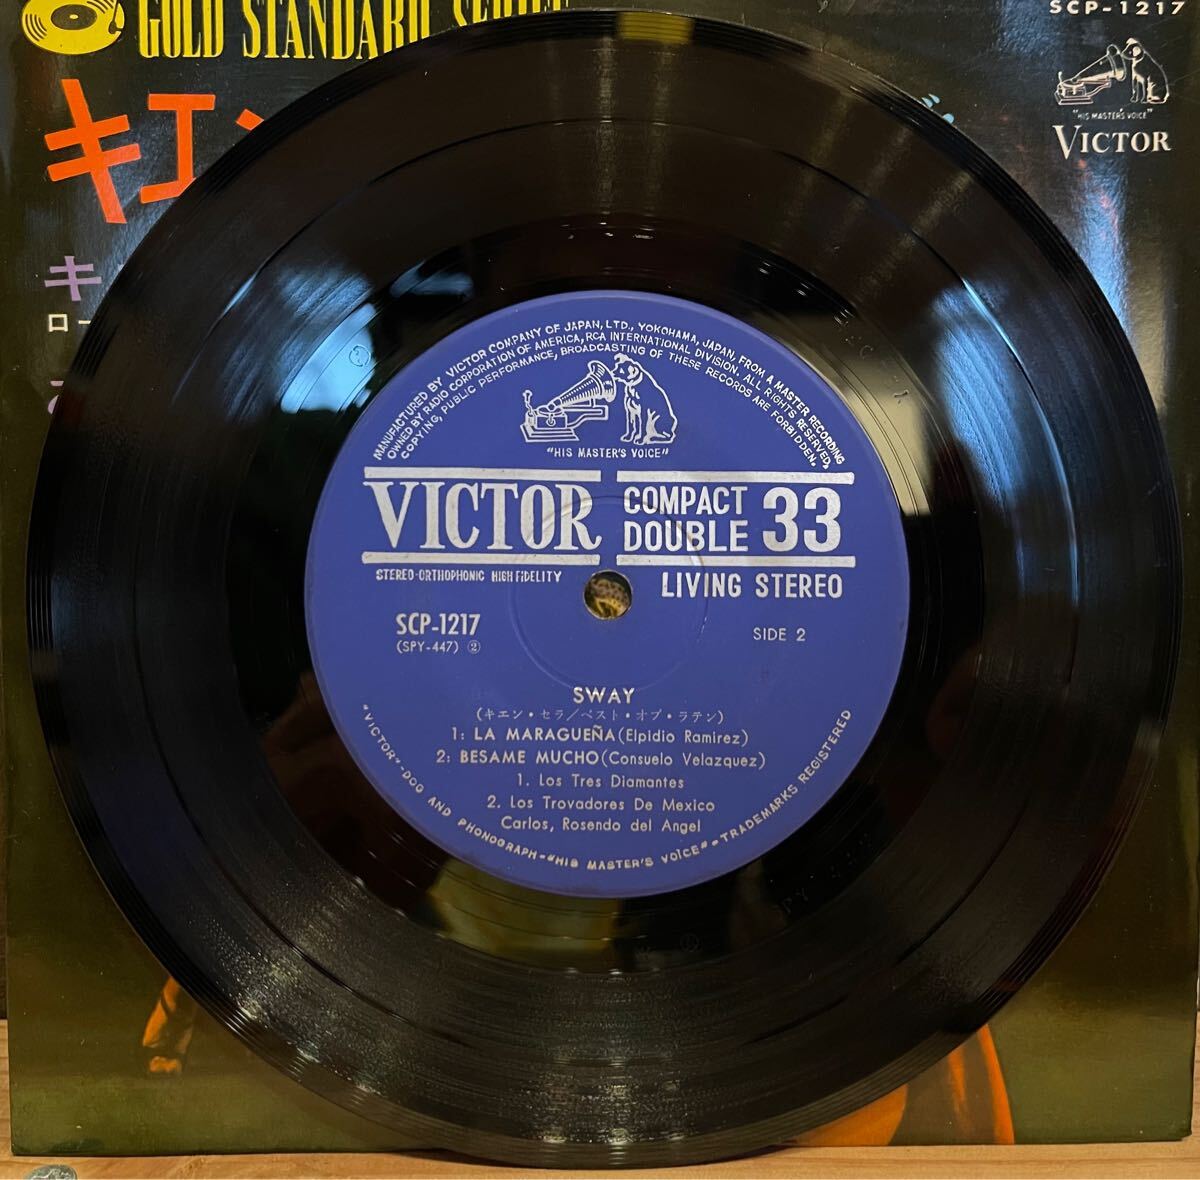 GOLD STANDARD SERIES
SCP-1217
"HIS MASTER'S VOICE"
VICTOR
キエン
キ
ロー
MANUFACTURED BY VICTOR COMPANY OF JAPAN, LTD., YOKOHAMA, JAPAN, FROM A MASTER RECORDING
OWNED BY RADIO CORPORATION OF AMERICA, RCA INTERNATIONAL DIVISION. ALL RIGHTS RESERVED,
COPYING, PUBLIC PERFORMANCE, BROADCASTING OF THESE RECORDS ARE FORBIDDEN.
"HIS MASTER'S VOICE"
VICTOR
COMPACT
DOUBLE 33
STEREO-ORTHOPHONIC HIGH FIDELITY
LIVING STEREO
SCP-1217
(SPY-447) ②
SIDE 2
SWAY
(キエン・セラ/ベスト・オブ・ラテン)
1: LA MARAGUEÑA (Elpidio Ramirez)
2: BESAME MUCHO (Consuelo Velazquez)
1. Los Tres Diamantes
2. Los Trovadores De Mexico
Carlos, Rosendo del Angel
"VICTOR"-DOG AND PHONOGRAPH-"HIS MASTER'S VOICE"-TRADEMARKS REGISTERED